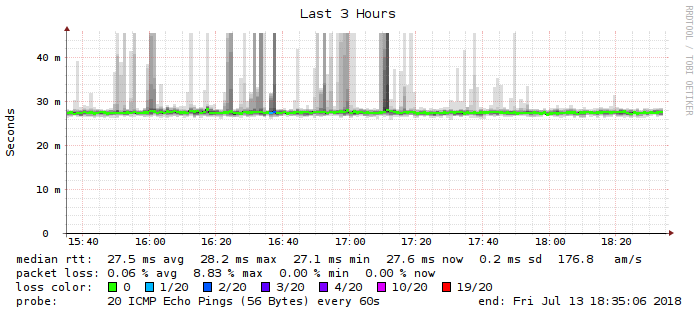 Last 3 Hours
RRDTOOL / TOBI OETIKER
Seconds
40 m
30 m
20 m
10 m
0
15:40 16:00 16:20 16:40 17:00 17:20 17:40 18:00 18:20
median rtt: 27.5 ms avg 28.2 ms max 27.1 ms min 27.6 ms now 0.2 ms sd 176.8 am/s
packet loss: 0.06 % avg 8.83 % max 0.00 % min 0.00 % now
loss color: 0 1/20 2/20 3/20 4/20 10/20 19/20
probe: 20 ICMP Echo Pings (56 Bytes) every 60s end: Fri Jul 13 18:35:06 2018